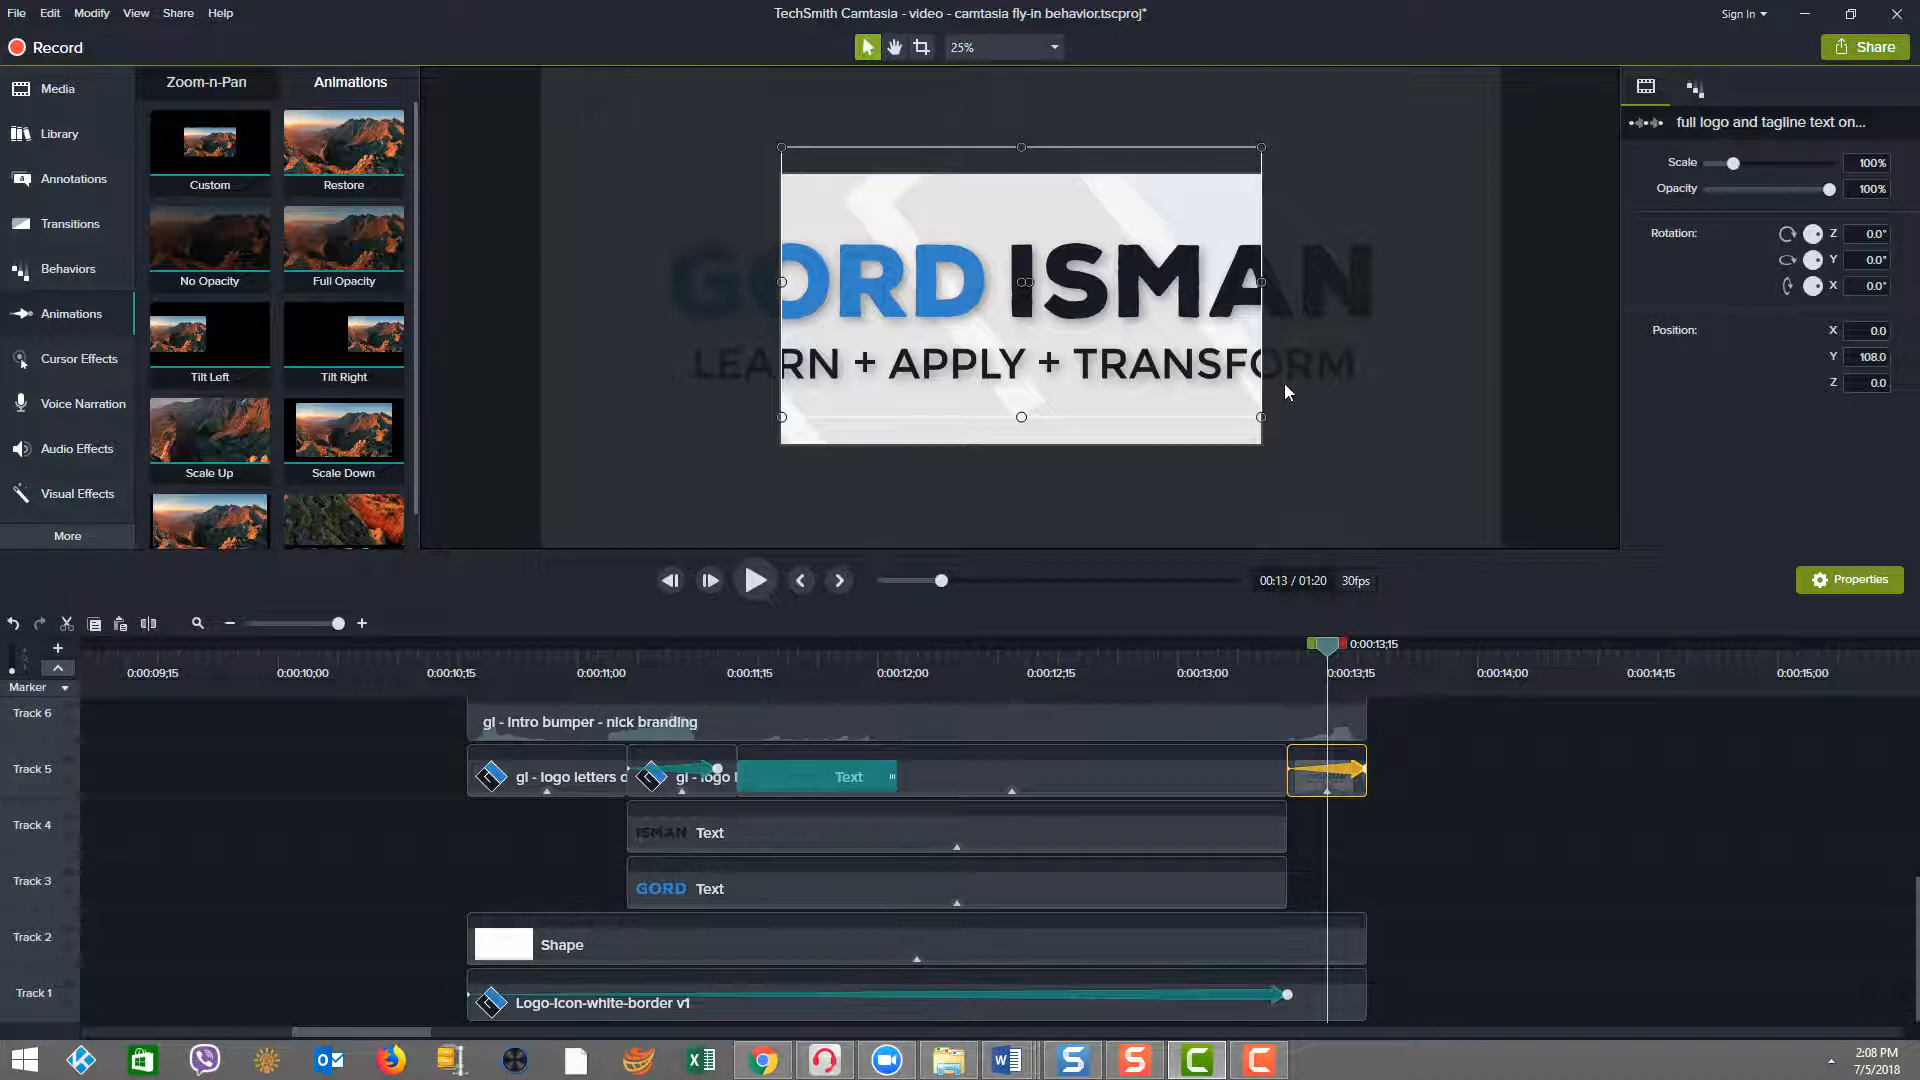 File Edit Modify View Share Help
TechSmith Camtasia - video - camtasia fly-in behavior.tscproj*
Sign In
Record
25%
Share
Media
Library
Annotations
Transitions
Behaviors
Animations
Cursor Effects
Voice Narration
Audio Effects
Visual Effects
More
Zoom-n-Pan Animations
Custom Restore
No Opacity Full Opacity
Tilt Left Tilt Right
Scale Up Scale Down
GORD ISMAN
LEARN + APPLY + TRANSFORM
full logo and tagline text on...
Scale 100%
Opacity 100%
Rotation: Z 0.0°
Y 0.0°
X 0.0°
Position: X 0.0
Y 108.0
Z 0.0
00:13 / 01:20 30fps
Properties
0:00:13;15
Marker
0:00:09;15 0:00:10;00 0:00:10;15 0:00:11;00 0:00:11;15 0:00:12;00 0:00:12;15 0:00:13;00 0:00:13;15 0:00:14;00 0:00:14;15 0:00:15;00
Track 6 gl - Intro bumper - nick branding
Track 5 gl - logo letters gl - logo Text
Track 4 ISMAN Text
Track 3 GORD Text
Track 2 Shape
Track 1 Logo-Icon-white-border v1
2:08 PM
7/5/2018